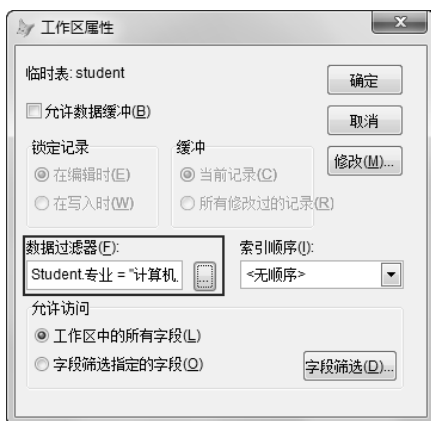 工作区属性
临时表: student
确定
允许数据缓冲(B)
取消
锁定记录
缓冲
修改(M)...
在编辑时(E)
当前记录(C)
在写入时(W)
所有修改过的记录(R)
数据过滤器(F):
索引顺序(I):
Student.专业 = "计算机
...
<无顺序>
允许访问
工作区中的所有字段(L)
字段筛选指定的字段(O)
字段筛选(D)...